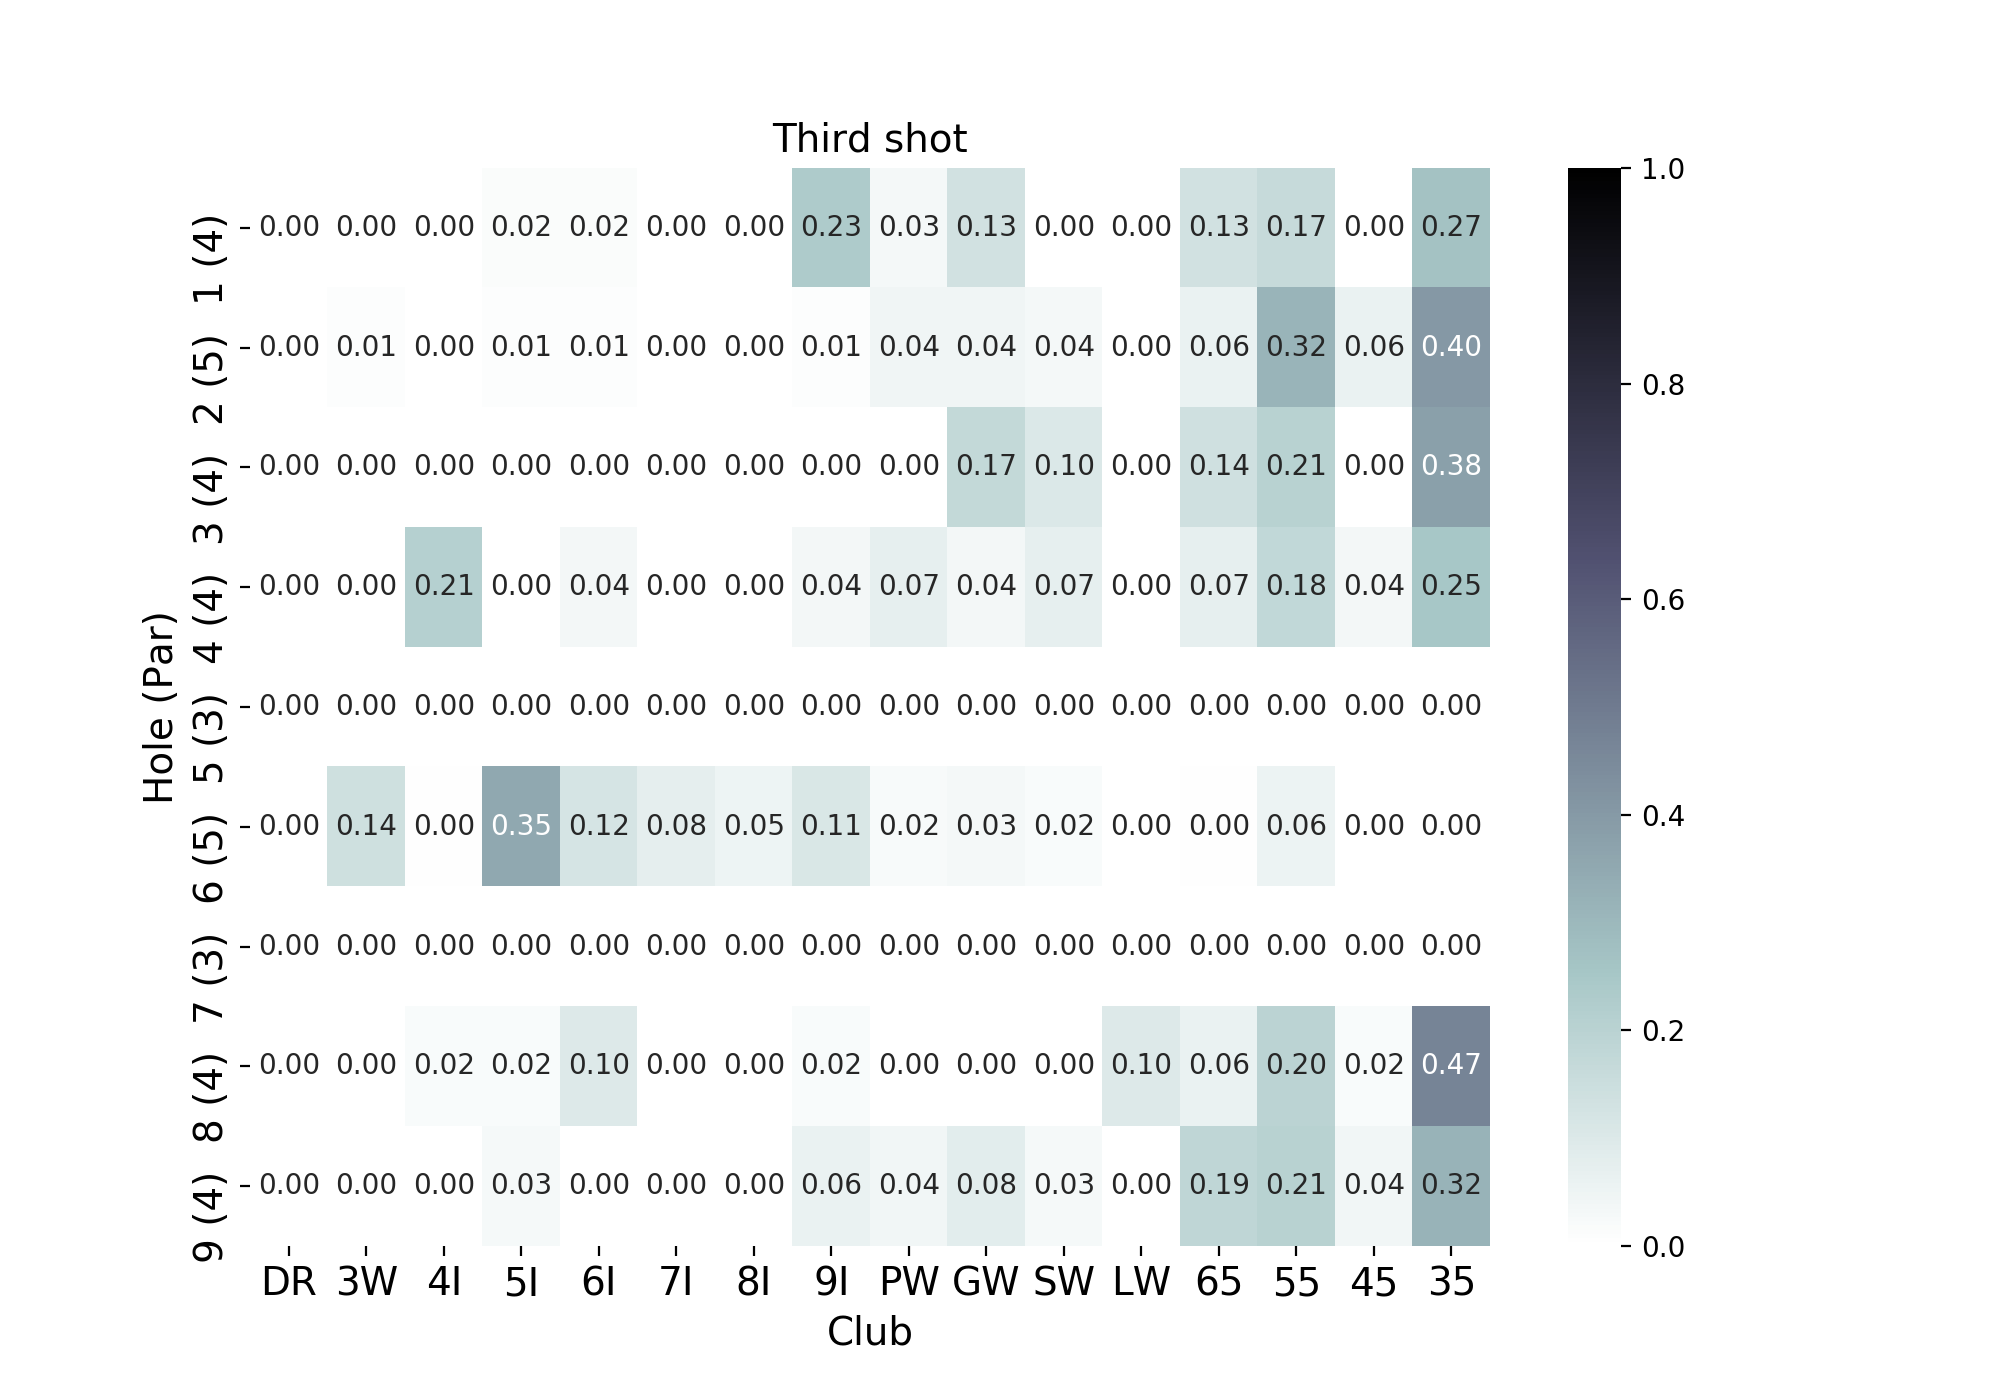 Third shot
Hole (Par)
1 (4) 0.00 0.00 0.00 0.02 0.02 0.00 0.00 0.23 0.03 0.13 0.00 0.00 0.13 0.17 0.00 0.27
2 (5) 0.00 0.01 0.00 0.01 0.01 0.00 0.00 0.01 0.04 0.04 0.04 0.00 0.06 0.32 0.06 0.40
3 (4) 0.00 0.00 0.00 0.00 0.00 0.00 0.00 0.00 0.00 0.17 0.10 0.00 0.14 0.21 0.00 0.38
4 (4) 0.00 0.00 0.21 0.00 0.04 0.00 0.00 0.04 0.07 0.04 0.07 0.00 0.07 0.18 0.04 0.25
5 (3) 0.00 0.00 0.00 0.00 0.00 0.00 0.00 0.00 0.00 0.00 0.00 0.00 0.00 0.00 0.00 0.00
6 (5) 0.00 0.14 0.00 0.35 0.12 0.08 0.05 0.11 0.02 0.03 0.02 0.00 0.00 0.06 0.00 0.00
7 (3) 0.00 0.00 0.00 0.00 0.00 0.00 0.00 0.00 0.00 0.00 0.00 0.00 0.00 0.00 0.00 0.00
8 (4) 0.00 0.00 0.02 0.02 0.10 0.00 0.00 0.02 0.00 0.00 0.00 0.10 0.06 0.20 0.02 0.47
9 (4) 0.00 0.00 0.00 0.03 0.00 0.00 0.00 0.06 0.04 0.08 0.03 0.00 0.19 0.21 0.04 0.32
DR 3W 4I 5I 6I 7I 8I 9I PW GW SW LW 65 55 45 35
Club
1.0
0.8
0.6
0.4
0.2
0.0